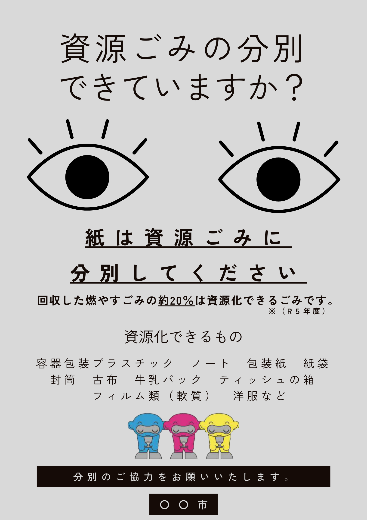 資源ごみの分別
できていますか？
紙は資源ごみに
分別してください
回収した燃やすごみの約20%は資源化できるごみです。
※（R5年度）
資源化できるもの
容器包装プラスチック　ノート　包装紙　紙袋
封筒　古布　牛乳パック　ティッシュの箱
フィルム類（軟質）　洋服など
分別のご協力をお願いいたします。
〇〇市